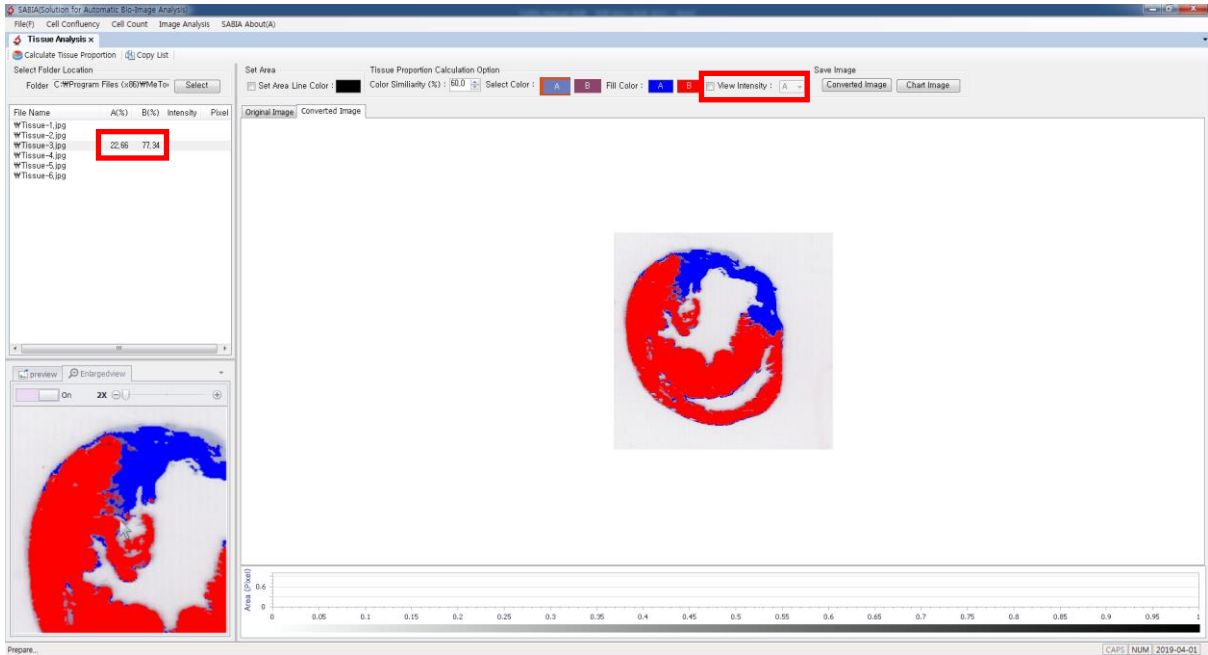 SABIA(Solution for Automatic Bio-Image Analysis)
File(F) Cell Confluency Cell Count Image Analysis SABIA About(A)
Tissue Analysis ×
Calculate Tissue Proportion Copy List
Select Folder Location
Folder C:₩Program Files (x86)₩MeTo Select
Set Area
Set Area Line Color :
Tissue Proportion Calculation Option
Color Similiarity (%) : 60.0 Select Color : A B Fill Color : A B View Intensity : A
Save Image
Converted Image Chart Image
File Name A(%) B(%) Intensity Pixel
₩Tissue-1.jpg
₩Tissue-2.jpg
₩Tissue-3.jpg 22.66 77.34
₩Tissue-4.jpg
₩Tissue-5.jpg
₩Tissue-6.jpg
Original Image Converted Image
preview Enlargedview
On 2X
Area (Pixel)
0.6
0
0 0.05 0.1 0.15 0.2 0.25 0.3 0.35 0.4 0.45 0.5 0.55 0.6 0.65 0.7 0.75 0.8 0.85 0.9 0.95 1
Prepare...
CAPS NUM 2019-04-01